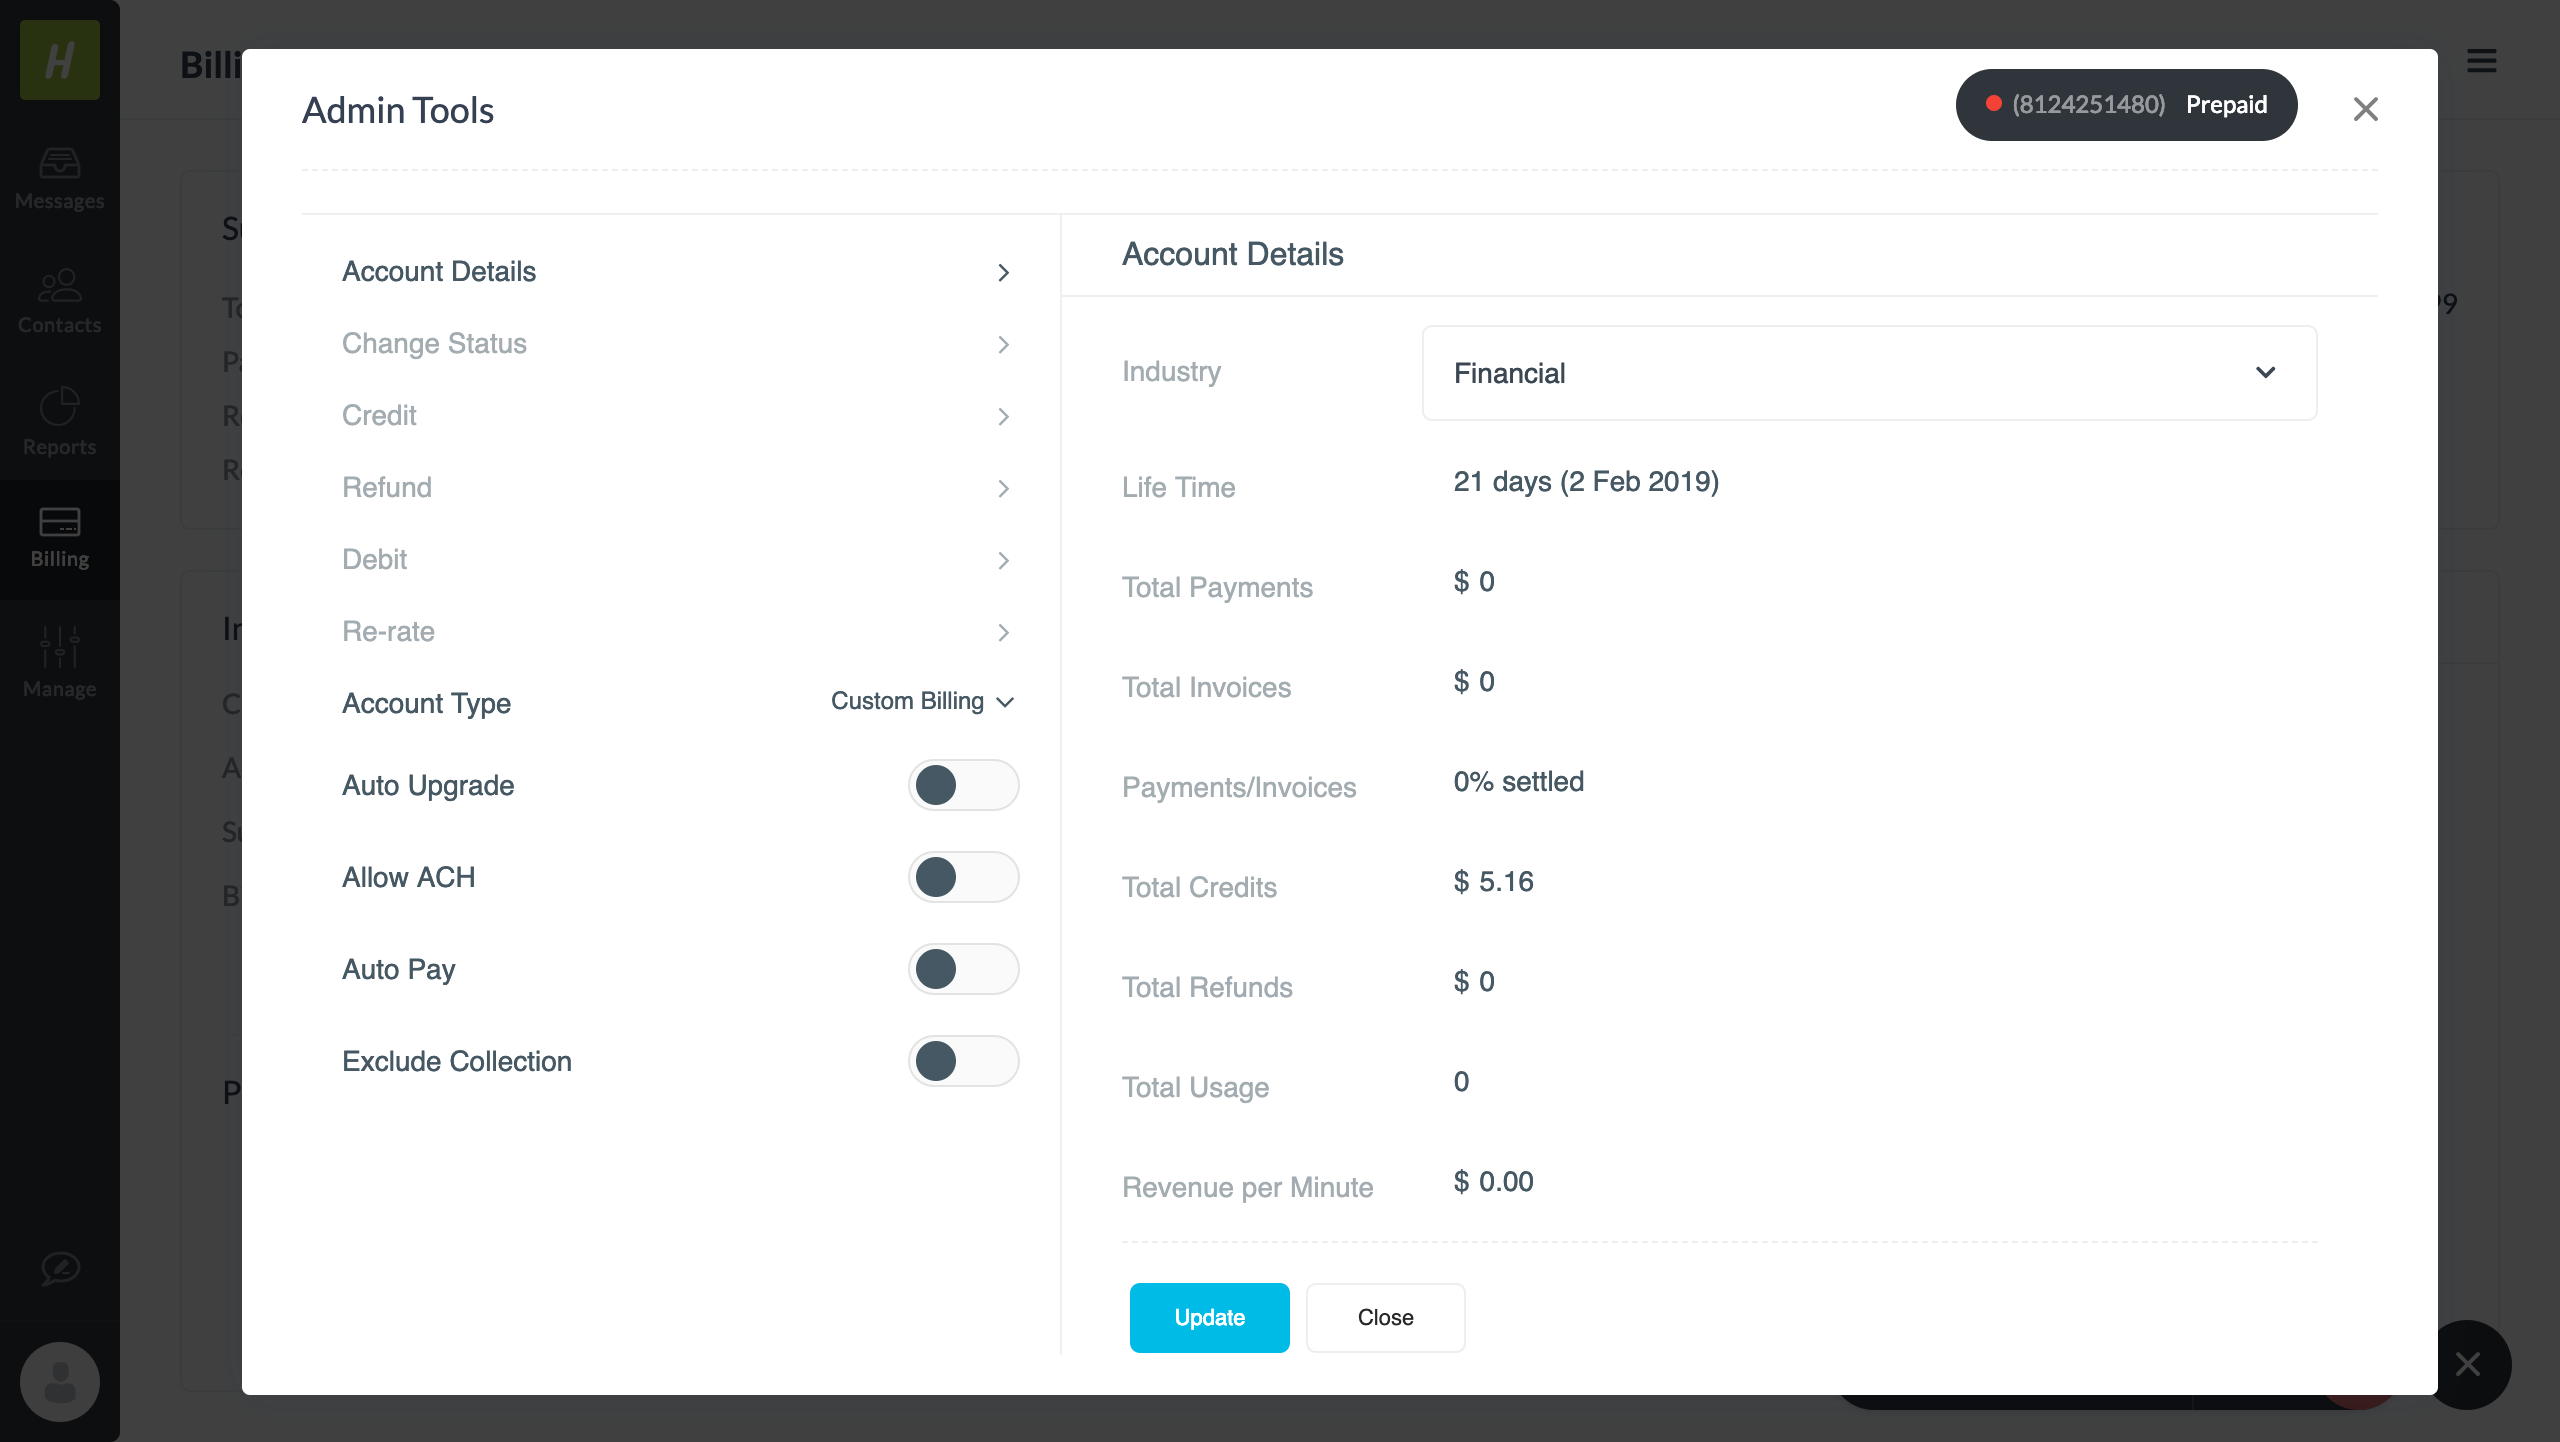 H
Messages
Contacts
Reports
Billing
Manage
Billi
Admin Tools
(8124251480) Prepaid
Account Details
Change Status
Credit
Refund
Debit
Re-rate
Account Type
Custom Billing
Auto Upgrade
Allow ACH
Auto Pay
Exclude Collection
Account Details
Industry
Financial
Life Time
21 days (2 Feb 2019)
Total Payments
$ 0
Total Invoices
$ 0
Payments/Invoices
0% settled
Total Credits
$ 5.16
Total Refunds
$ 0
Total Usage
0
Revenue per Minute
$ 0.00
Update
Close